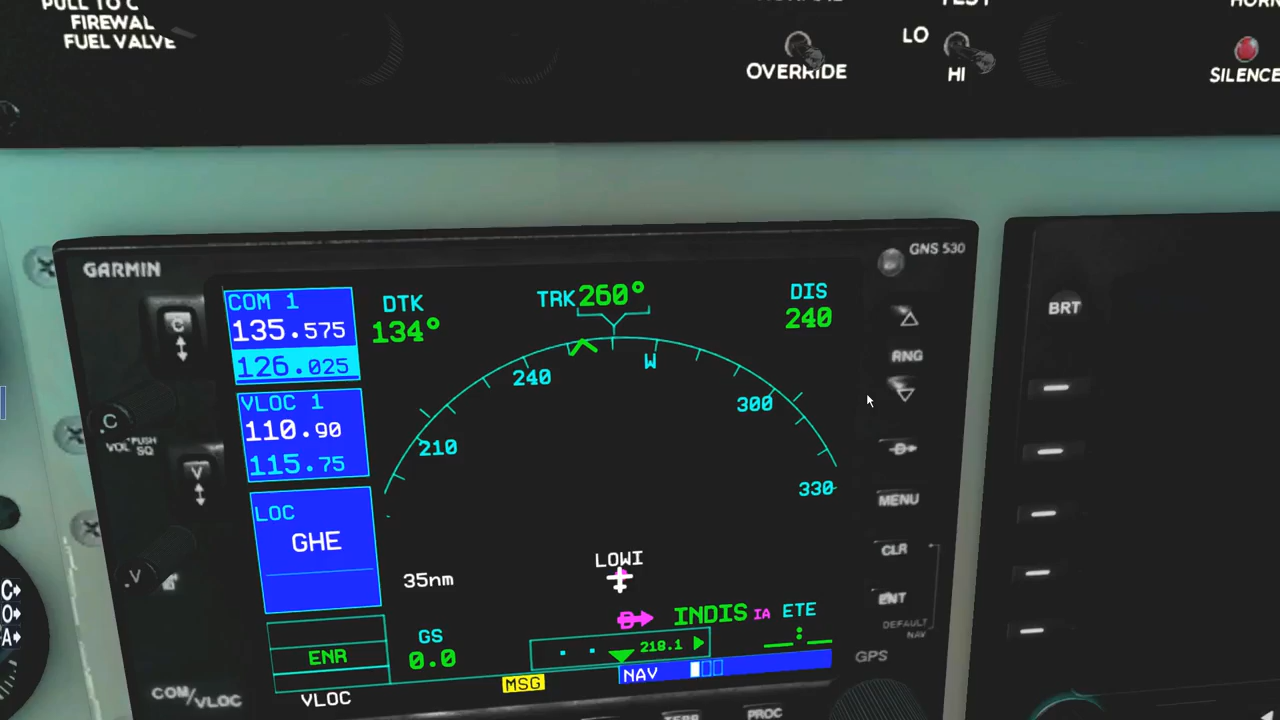 PULL TO C
FIREWAL
FUEL VALVE
OVERRIDE
LO
HI
SILENCE
GARMIN
GNS 530
COM 1
135.575
126.025
DTK
134°
TRK 260°
DIS
240
VLOC 1
110.90
115.75
210
240
W
300
330
RNG
BRT
MENU
CLR
ENT
DEFAULT
NAV
GPS
C
VOL PUSH
SQ
V
LOC
GHE
LOWI
35nm
INDIS IA ETE
GS
0.0
218.1
ENR
MSG
NAV
VLOC
COM/VLOC
PROC
C
O
A